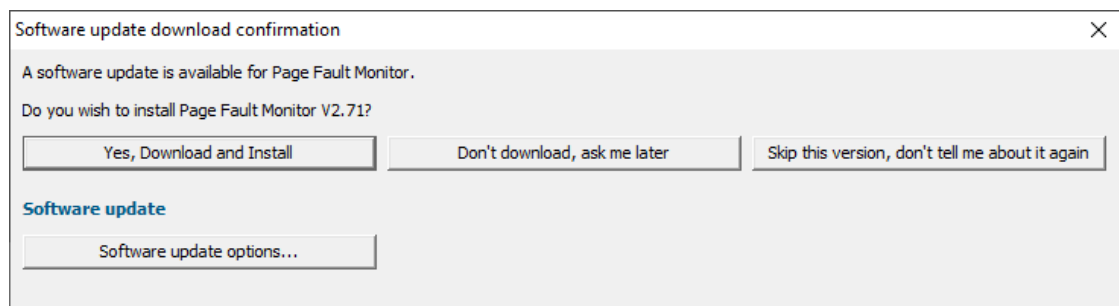 Software update download confirmation
A software update is available for Page Fault Monitor.
Do you wish to install Page Fault Monitor V2.71?
Yes, Download and Install
Don't download, ask me later
Skip this version, don't tell me about it again
Software update
Software update options...